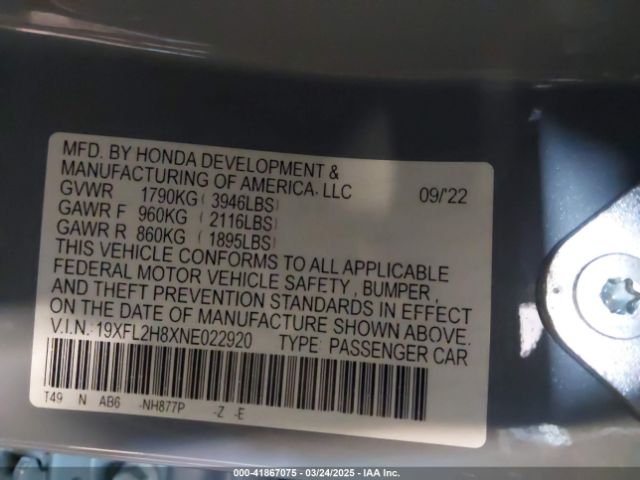 MFD. BY HONDA DEVELOPMENT &
MANUFACTURING OF AMERICA, LLC
GVWR 1790KG ( 3946LBS) 09/'22
GAWR F 960KG ( 2116LBS)
GAWR R 860KG ( 1895LBS)
THIS VEHICLE CONFORMS TO ALL APPLICABLE
FEDERAL MOTOR VEHICLE SAFETY, BUMPER,
AND THEFT PREVENTION STANDARDS IN EFFECT
ON THE DATE OF MANUFACTURE SHOWN ABOVE.
V.I.N.: 19XFL2H8XNE022920 TYPE: PASSENGER CAR
T49 N AB6 -NH877P -Z -E
000-41867075 — 03/24/2025 — IAA Inc.